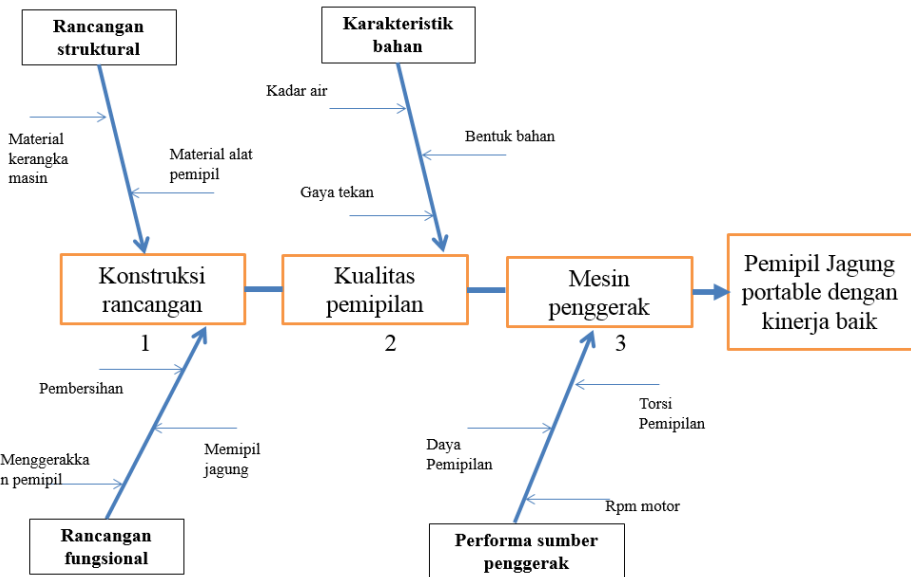 Rancangan
struktural
Karakteristik
bahan
Kadar air
Bentuk bahan
Material
kerangka
masin
Material alat
pemipil
Gaya tekan
Konstruksi
rancangan
Kualitas
pemipilan
Mesin
penggerak
Pemipil Jagung
portable dengan
kinerja baik
1
2
3
Pembersihan
Memipil
jagung
Menggerakka
n pemipil
Torsi
Pemipilan
Daya
Pemipilan
Rpm motor
Rancangan
fungsional
Performa sumber
penggerak